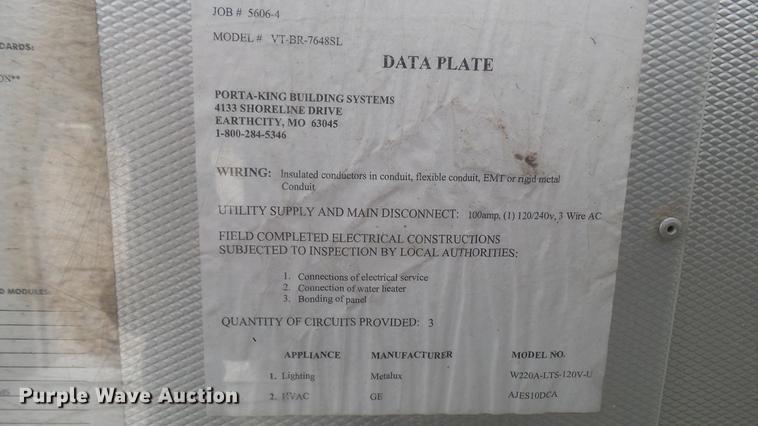 JOB # 5606-4
MODEL # VT-BR-7648SL
DATA PLATE
PORTA-KING BUILDING SYSTEMS
4133 SHORELINE DRIVE
EARTHCITY, MO 63045
1-800-284-5346
WIRING: Insulated conductors in conduit, flexible conduit, EMT or rigid metal
Conduit
UTILITY SUPPLY AND MAIN DISCONNECT: 100amp, (1) 120/240v, 3 Wire AC
FIELD COMPLETED ELECTRICAL CONSTRUCTIONS
SUBJECTED TO INSPECTION BY LOCAL AUTHORITIES:
1. Connections of electrical service
2. Connection of water heater
3. Bonding of panel
QUANTITY OF CIRCUITS PROVIDED: 3
APPLIANCE MANUFACTURER MODEL NO.
1. Lighting Metalux W220A-LTS-120V-U
2. HVAC GE AJES10DCA
MODULES
Purple Wave Auction